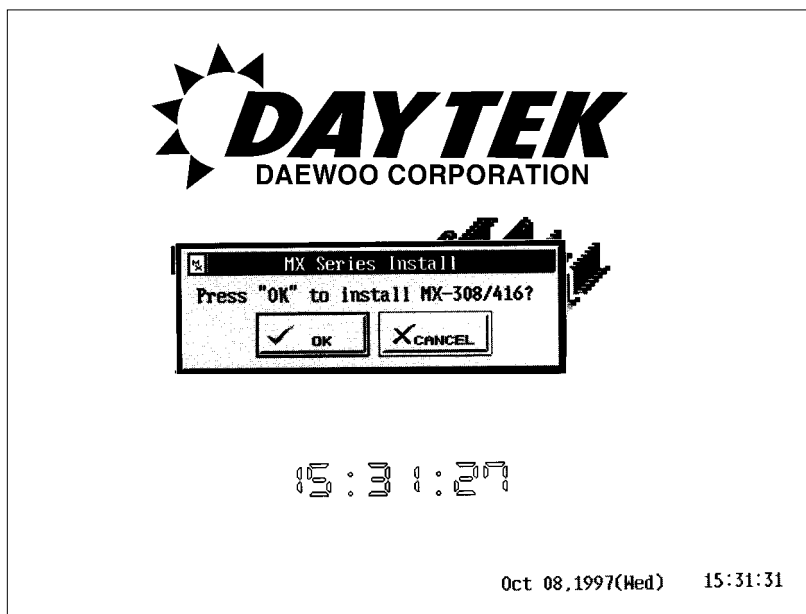 DAYTEK
DAEWOO CORPORATION
MX Series Install
Press "OK" to install MX-308/416?
OK
CANCEL
15:31:27
Oct 08,1997(Wed) 15:31:31